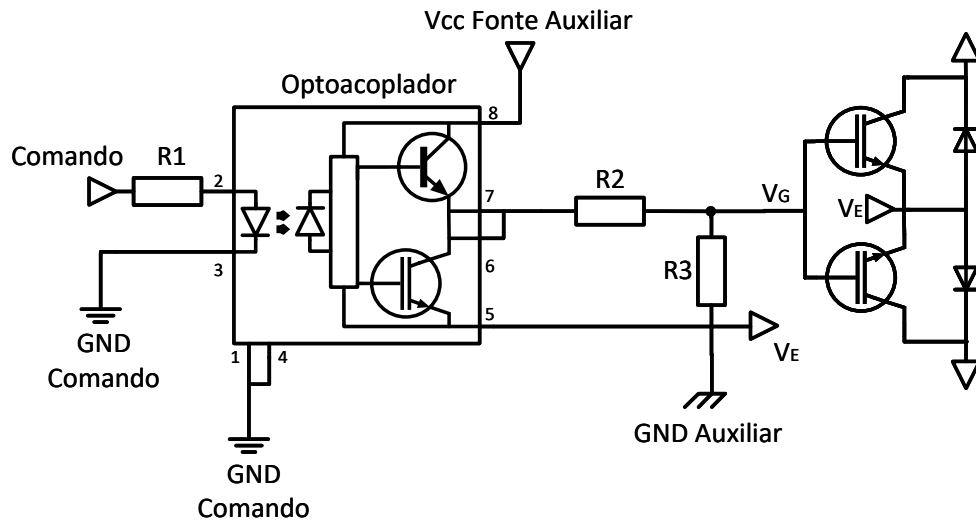 Vcc Fonte Auxiliar
Optoacoplador
8
Comando
R1
2
7
R2
VG
VE
3
6
R3
5
VE
GND
Comando
1
4
GND Auxiliar
GND
Comando